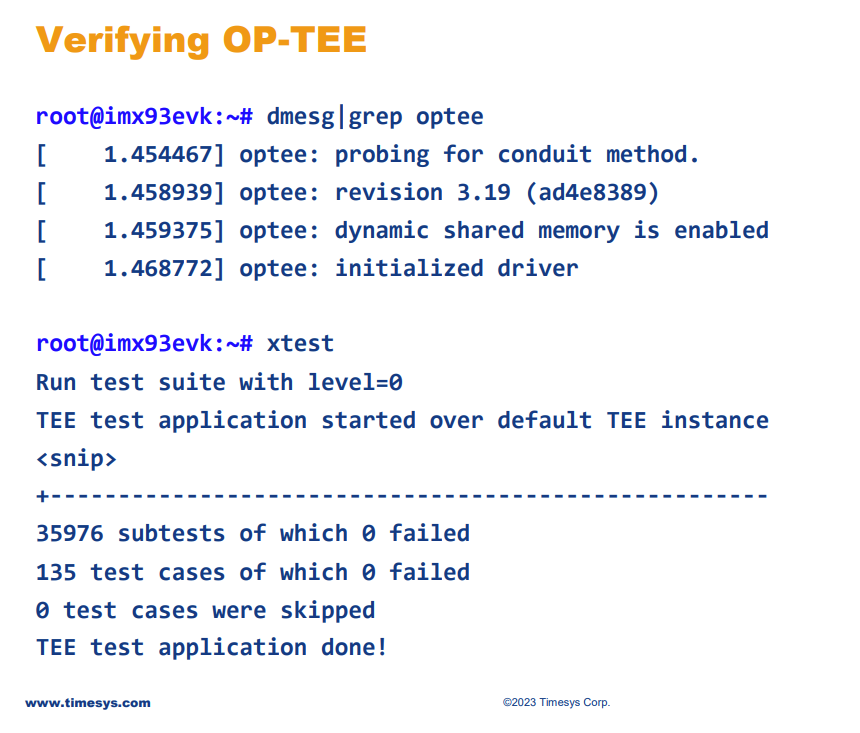 Verifying OP-TEE
root@imx93evk:~# dmesg|grep optee
[    1.454467] optee: probing for conduit method.
[    1.458939] optee: revision 3.19 (ad4e8389)
[    1.459375] optee: dynamic shared memory is enabled
[    1.468772] optee: initialized driver
root@imx93evk:~# xtest
Run test suite with level=0
TEE test application started over default TEE instance
<snip>
+-----------------------------------------------------
35976 subtests of which 0 failed
135 test cases of which 0 failed
0 test cases were skipped
TEE test application done!
www.timesys.com ©2023 Timesys Corp.